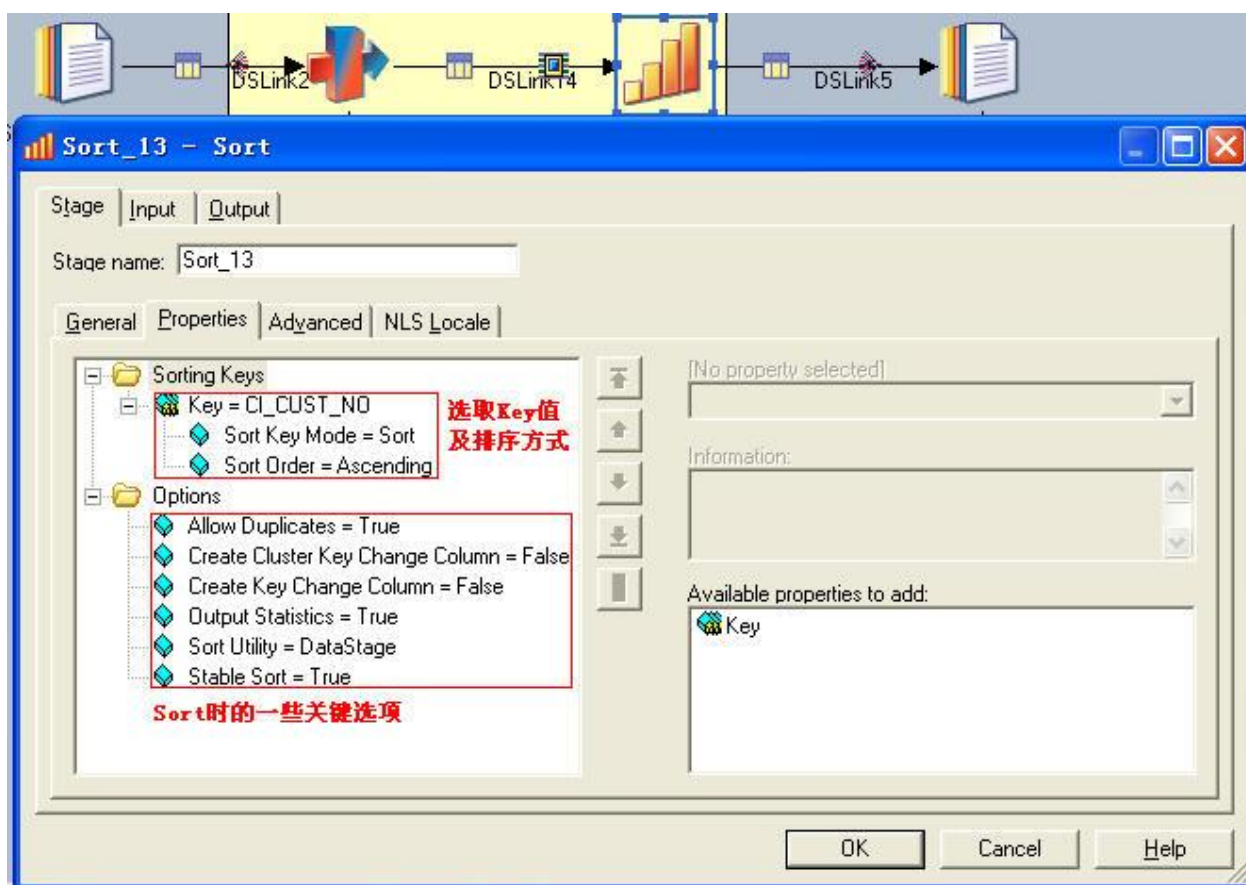 DSLink2
DSLink14
DSLink5
Sort_13 - Sort
Stage
Input
Output
Stage name:
Sort_13
General
Properties
Advanced
NLS Locale
Sorting Keys
Key = CI_CUST_NO
Sort Key Mode = Sort
Sort Order = Ascending
选取Key值
及排序方式
Options
Allow Duplicates = True
Create Cluster Key Change Column = False
Create Key Change Column = False
Output Statistics = True
Sort Utility = DataStage
Stable Sort = True
Sort时的一些关键选项
[No property selected]
Information:
Available properties to add:
Key
OK
Cancel
Help